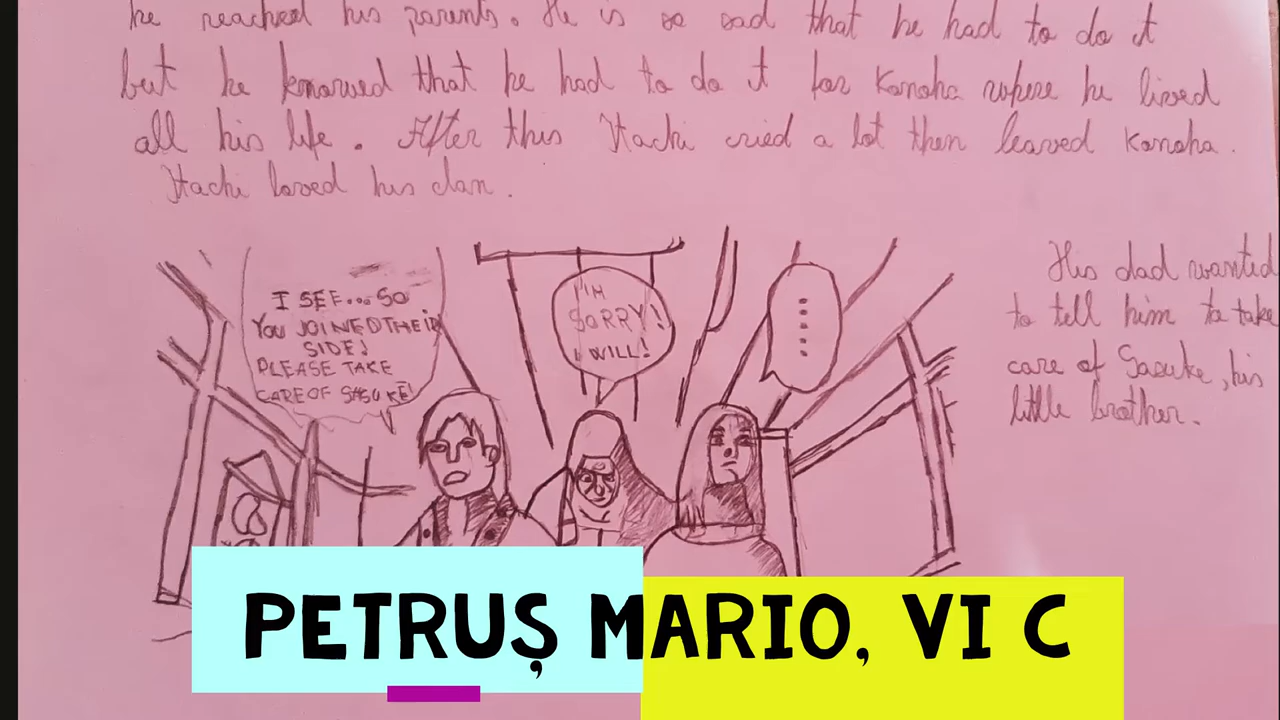 he reached his parents. He is so sad that he had to do it
but he knowed that he had to do it for Konoha where he lived
all his life. After this Itachi cried a lot then leaved Konoha.
Itachi loved his clan.
I SEE...SO
YOU JOINED THEIR
SIDE!
PLEASE TAKE
CARE OF SASUKE!
I'M
SORRY!
I WILL!
.....
His dad wanted
to tell him to take
care of Sasuke, his
little brother.
PETRUȘ MARIO, VI C